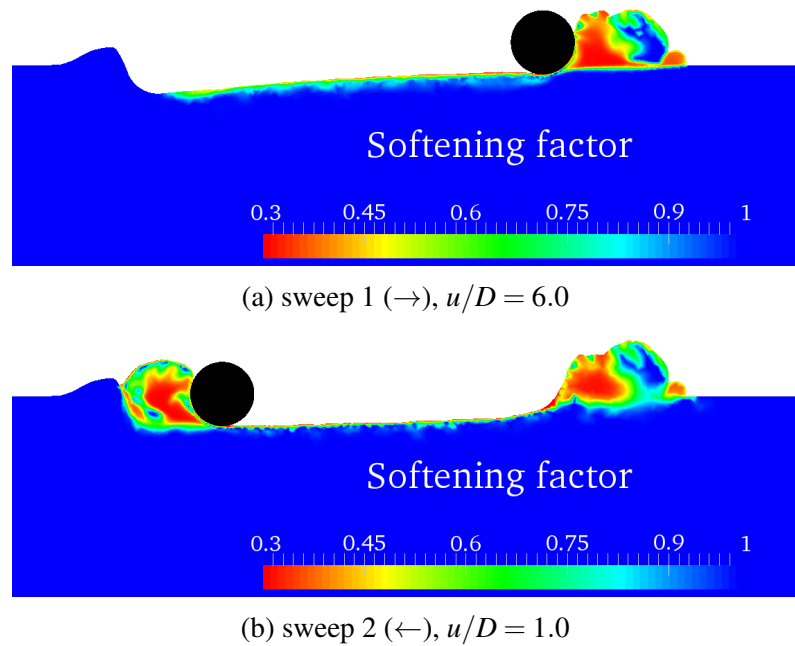 Softening factor
0.3 0.45 0.6 0.75 0.9 1
(a) sweep 1 (→), u/D = 6.0
Softening factor
0.3 0.45 0.6 0.75 0.9 1
(b) sweep 2 (←), u/D = 1.0